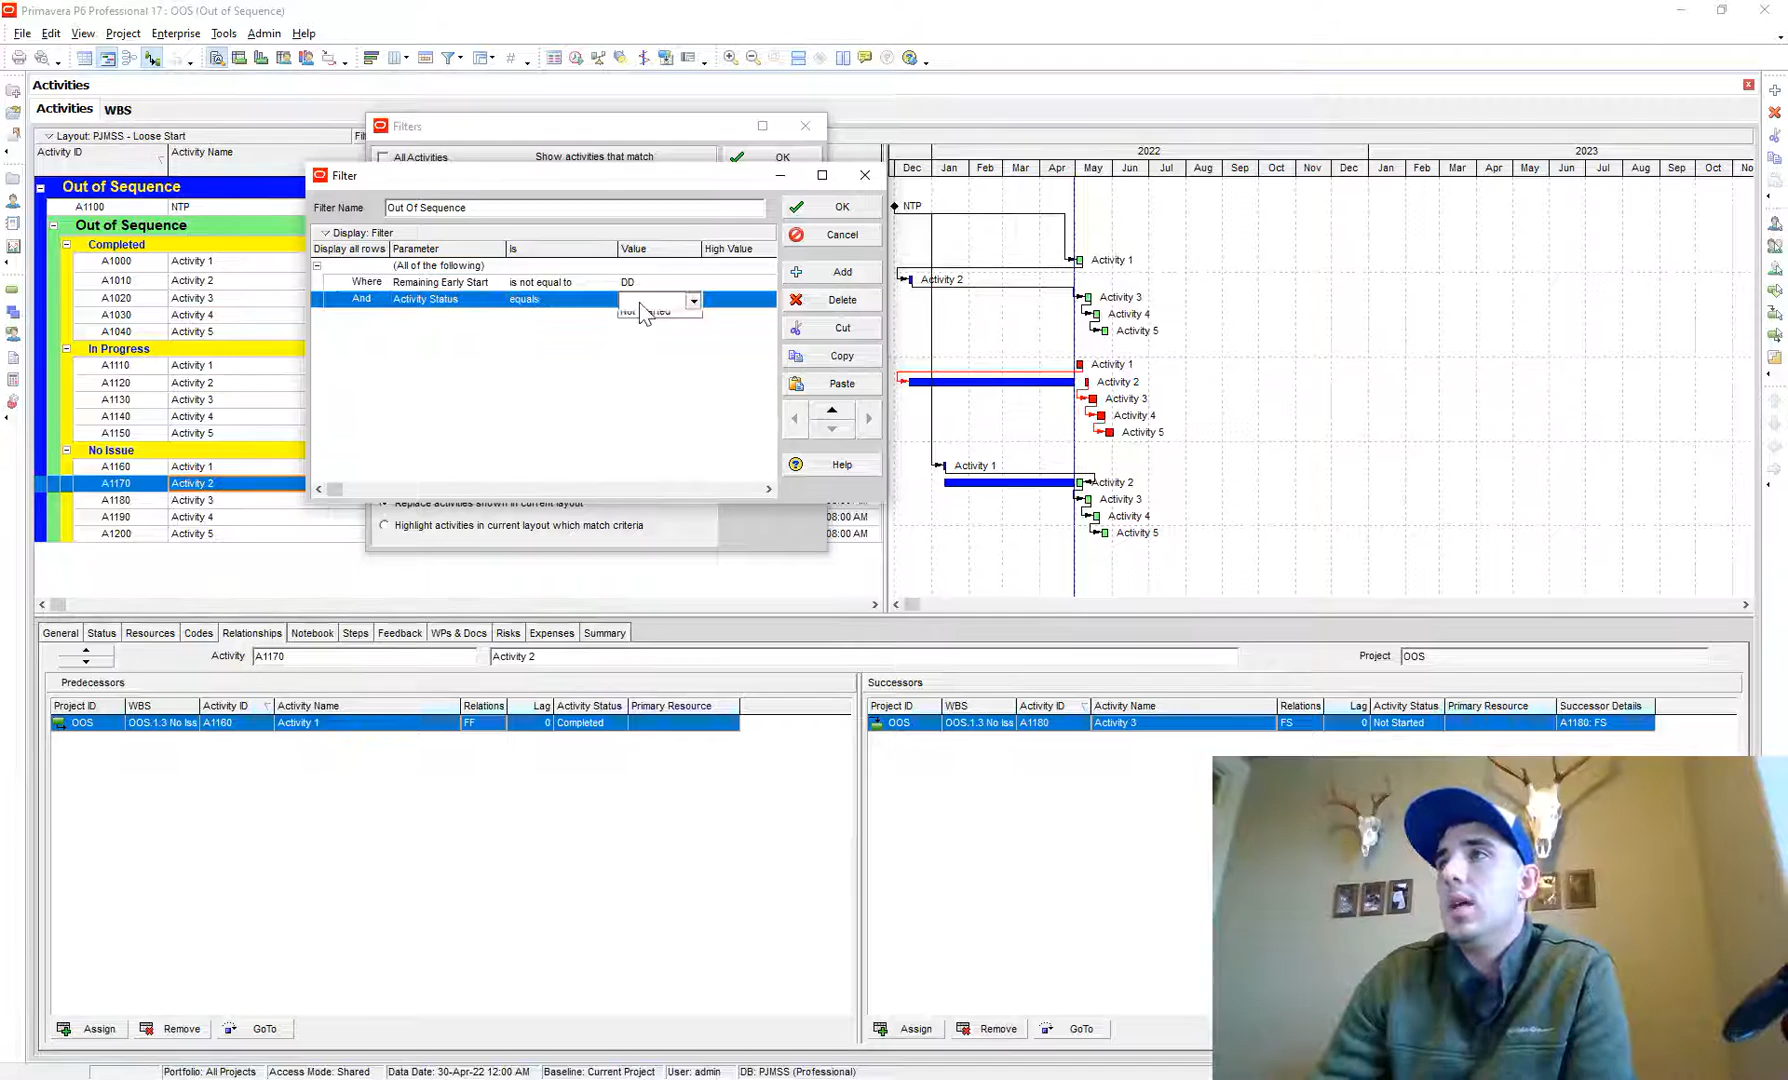 Primavera P6 Professional 17 : OOS (Out of Sequence)
File Edit View Project Enterprise Tools Admin Help
Activities
Activities WBS
Layout: PJMSS - Loose Start
Activity ID Activity Name
Out of Sequence
A1100 NTP
Out of Sequence
Completed
A1000 Activity 1
A1010 Activity 2
A1020 Activity 3
A1030 Activity 4
A1040 Activity 5
In Progress
A1110 Activity 1
A1120 Activity 2
A1130 Activity 3
A1140 Activity 4
A1150 Activity 5
No Issue
A1160 Activity 1
A1170 Activity 2
A1180 Activity 3
A1190 Activity 4
A1200 Activity 5
Filters
All Activities Show activities that match OK
Filter
Filter Name Out Of Sequence
Display: Filter
Display all rows Parameter Is Value High Value
(All of the following)
Where Remaining Early Start is not equal to DD
And Activity Status equals
OK
Cancel
Add
Delete
Cut
Copy
Paste
Help
Replace activities shown in current layout
Highlight activities in current layout which match criteria
08:00 AM
08:00 AM
2022 2023
Dec Jan Feb Mar Apr May Jun Jul Aug Sep Oct Nov Dec Jan Feb Mar Apr May Jun Jul Aug Sep Oct No
NTP
Activity 1
Activity 2
Activity 3
Activity 4
Activity 5
Activity 1
Activity 2
Activity 3
Activity 4
Activity 5
Activity 1
Activity 2
Activity 3
Activity 4
Activity 5
General Status Resources Codes Relationships Notebook Steps Feedback WPs & Docs Risks Expenses Summary
Activity A1170 Activity 2 Project OOS
Predecessors
Project ID WBS Activity ID Activity Name Relations Lag Activity Status Primary Resource
OOS OOS.1.3 No Iss A1160 Activity 1 FF 0 Completed
Successors
Project ID WBS Activity ID Activity Name Relations Lag Activity Status Primary Resource Successor Details
OOS OOS.1.3 No Iss A1180 Activity 3 FS 0 Not Started A1180: FS
Assign Remove GoTo
Assign Remove GoTo
Portfolio: All Projects Access Mode: Shared Data Date: 30-Apr-22 12:00 AM Baseline: Current Project User: admin DB: PJMSS (Professional)